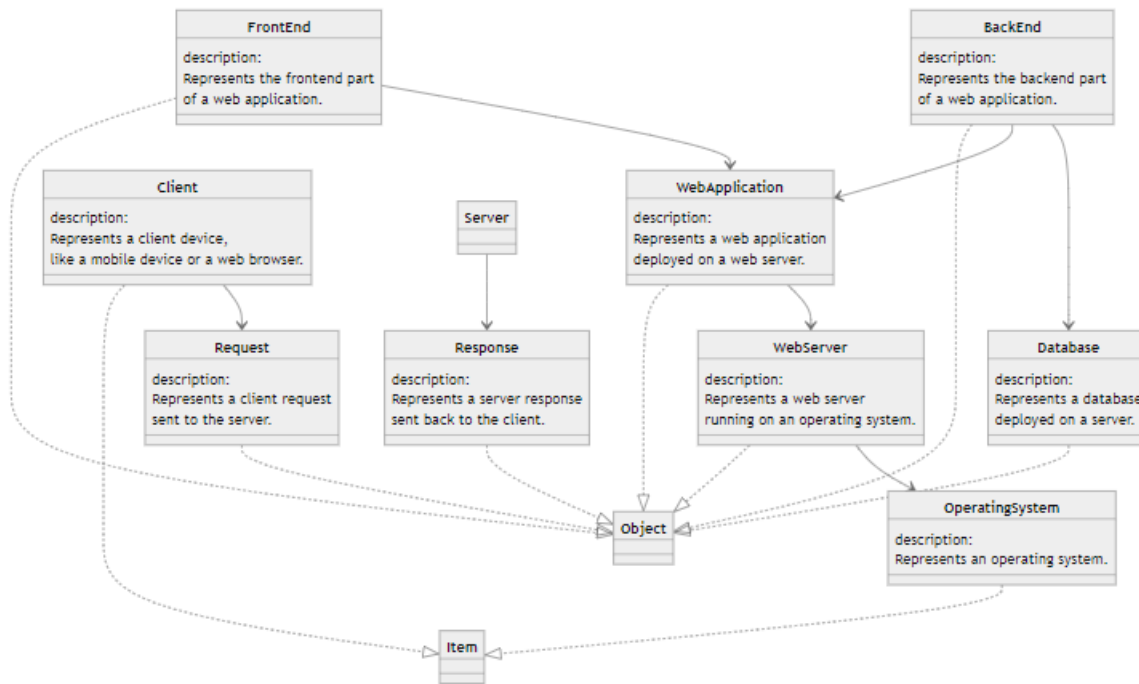 FrontEnd
description:
Represents the frontend part
of a web application.
BackEnd
description:
Represents the backend part
of a web application.
Client
description:
Represents a client device,
like a mobile device or a web browser.
Server
WebApplication
description:
Represents a web application
deployed on a web server.
Request
description:
Represents a client request
sent to the server.
Response
description:
Represents a server response
sent back to the client.
WebServer
description:
Represents a web server
running on an operating system.
Database
description:
Represents a database
deployed on a server.
Object
OperatingSystem
description:
Represents an operating system.
Item